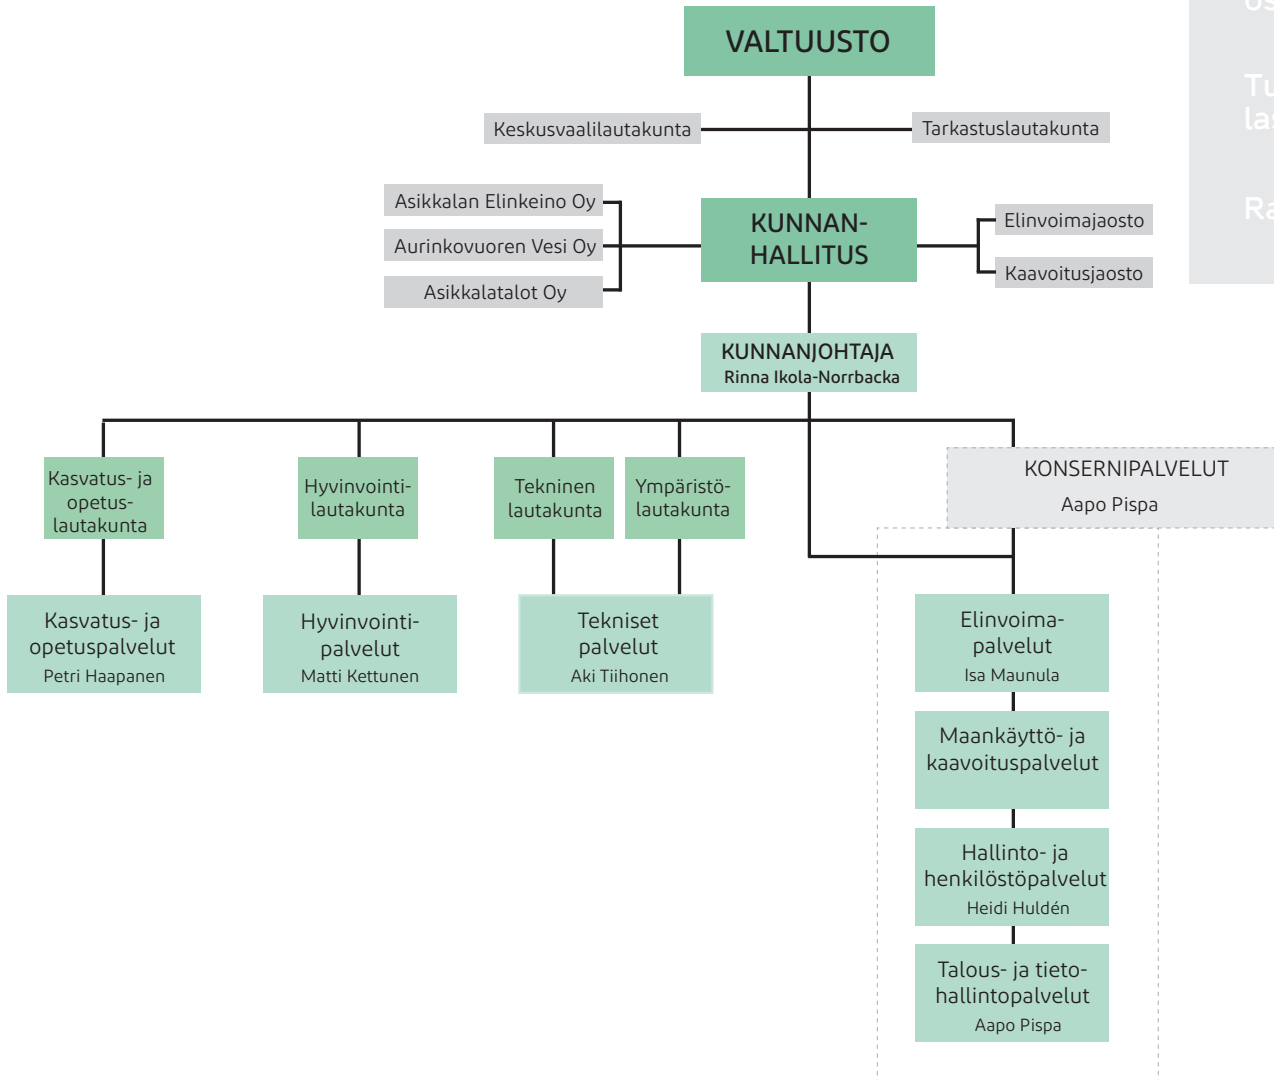 VALTUUSTO
Keskusvaalilautakunta
Tarkastuslautakunta
Asikkalan Elinkeino Oy
Aurinkovuoren Vesi Oy
Asikkalatalot Oy
KUNNAN-
HALLITUS
Elinvoimajaosto
Kaavoitusjaosto
KUNNANJOHTAJA
Rinna Ikola-Norrbacka
Kasvatus- ja
opetus-
lautakunta
Hyvinvointi-
lautakunta
Tekninen
lautakunta
Ympäristö-
lautakunta
KONSERNIPALVELUT
Aapo Pispa
Kasvatus- ja
opetuspalvelut
Petri Haapanen
Hyvinvointi-
palvelut
Matti Kettunen
Tekniset
palvelut
Aki Tiihonen
Elinvoima-
palvelut
Isa Maunula
Maankäyttö- ja
kaavoituspalvelut
Hallinto- ja
henkilöstöpalvelut
Heidi Huldén
Talous- ja tieto-
hallintopalvelut
Aapo Pispa